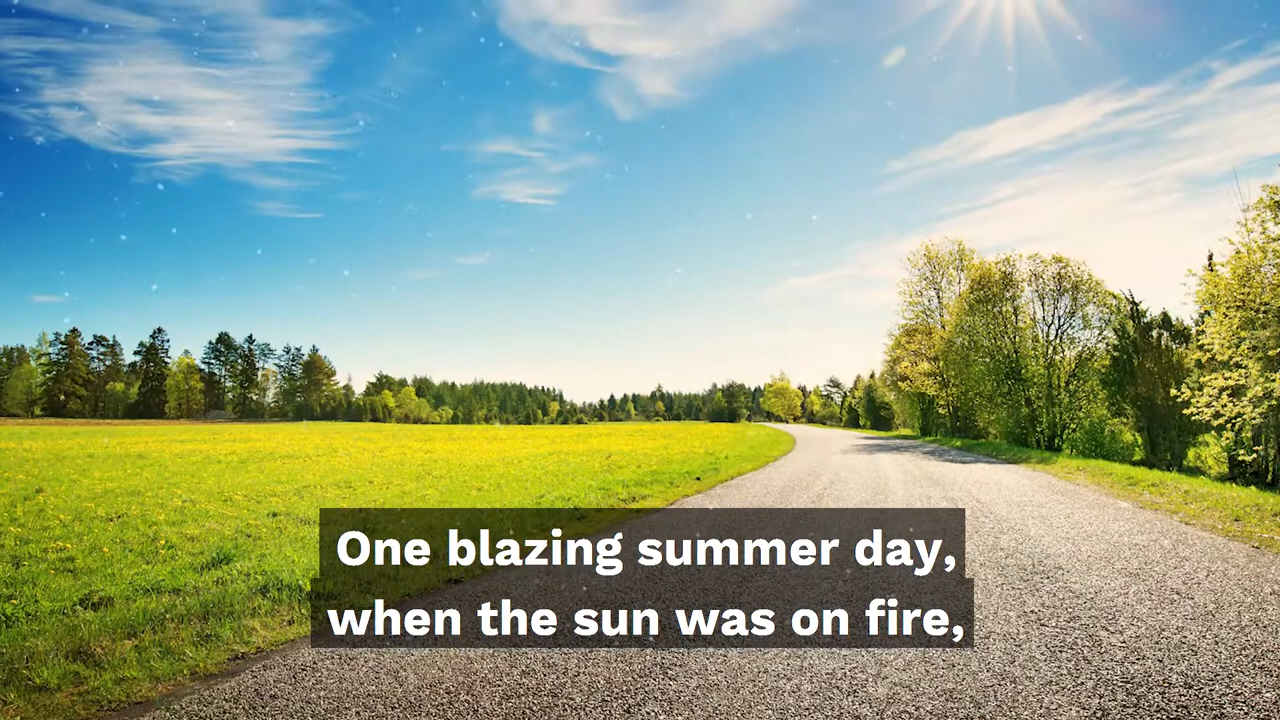 One blazing summer day,
when the sun was on fire,